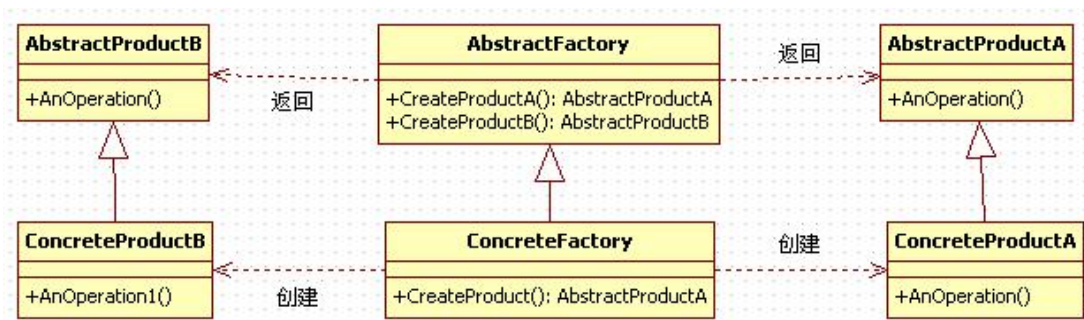 AbstractProductB
+AnOperation()
返回
AbstractFactory
+CreateProductA(): AbstractProductA
+CreateProductB(): AbstractProductB
返回
AbstractProductA
+AnOperation()
ConcreteProductB
+AnOperation1()
创建
ConcreteFactory
+CreateProduct(): AbstractProductA
创建
ConcreteProductA
+AnOperation()